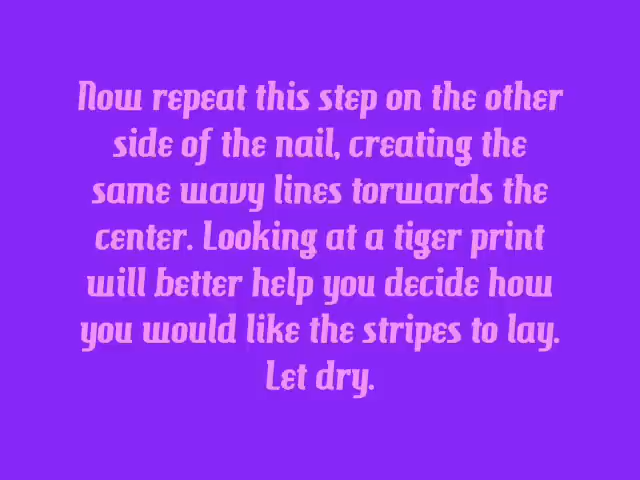 Now repeat this step on the other
side of the nail, creating the
same wavy lines torwards the
center. Looking at a tiger print
will better help you decide how
you would like the stripes to lay.
Let dry.